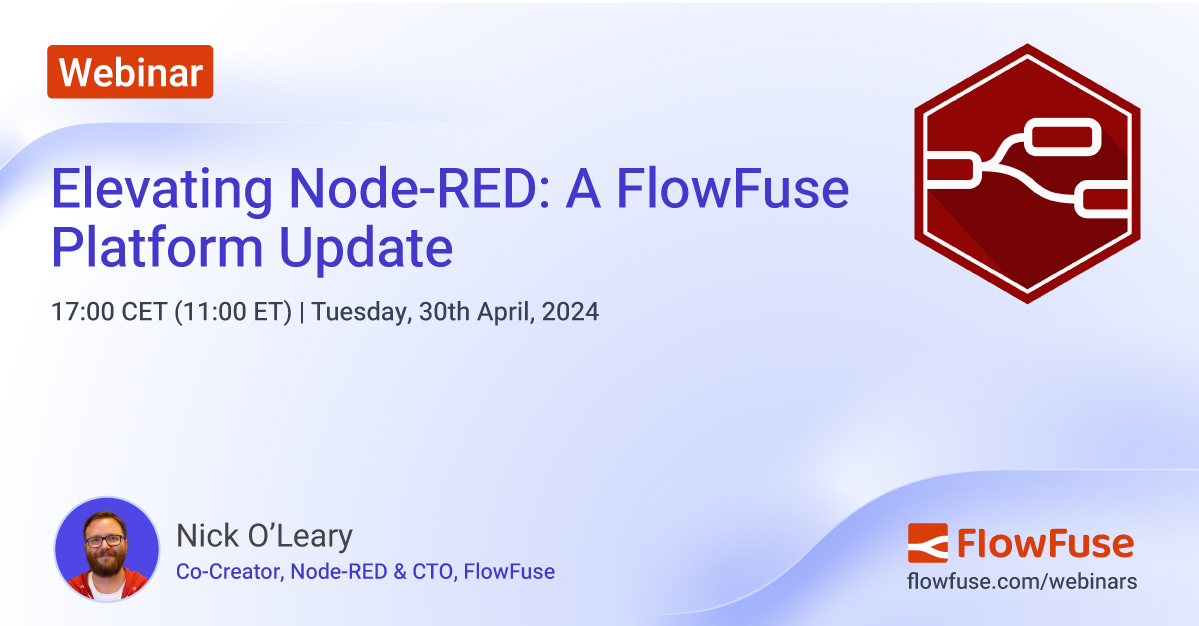 Webinar
Elevating Node-RED: A FlowFuse
Platform Update
17:00 CET (11:00 ET) | Tuesday, 30th April, 2024
Nick O’Leary
Co-Creator, Node-RED & CTO, FlowFuse
FlowFuse
flowfuse.com/webinars